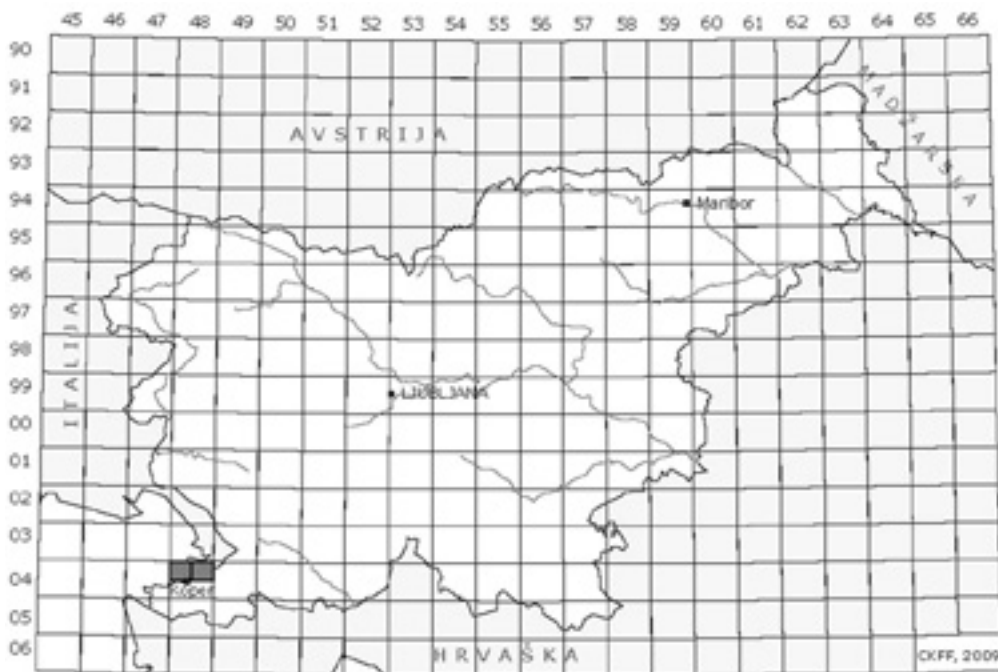 45 46 47 48 49 50 51 52 53 54 55 56 57 58 59 60 61 62 63 64 65 66
90
91
92
93
94
95
96
97
98
99
00
01
02
03
04
05
06
AVSTRIJA
MADŽARSKA
Maribor
ITALIJA
LJUBLJANA
Koper
HRVAŠKA
CKFF, 2009